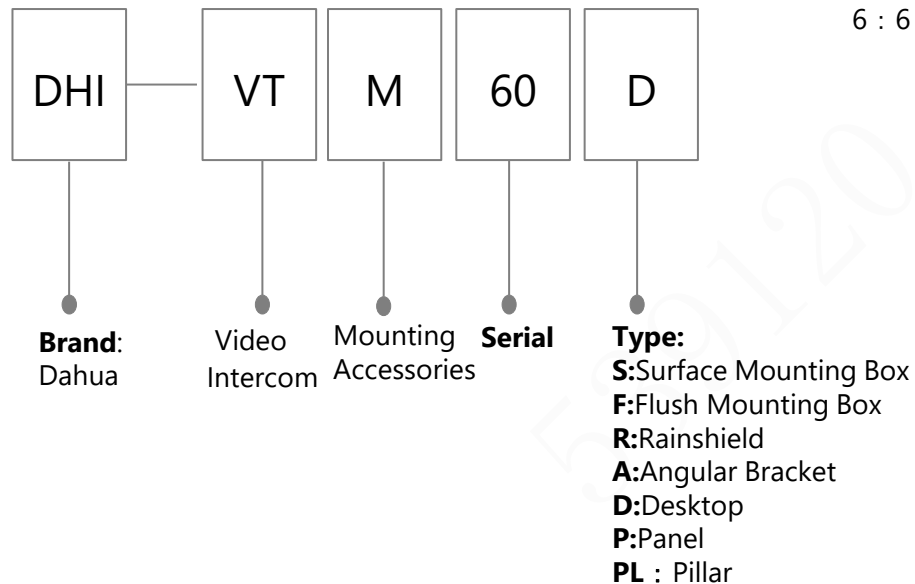 6：6
DHI VT M 60 D
Brand:
Dahua
Video
Intercom
Mounting
Accessories
Serial
Type:
S:Surface Mounting Box
F:Flush Mounting Box
R:Rainshield
A:Angular Bracket
D:Desktop
P:Panel
PL：Pillar
589120